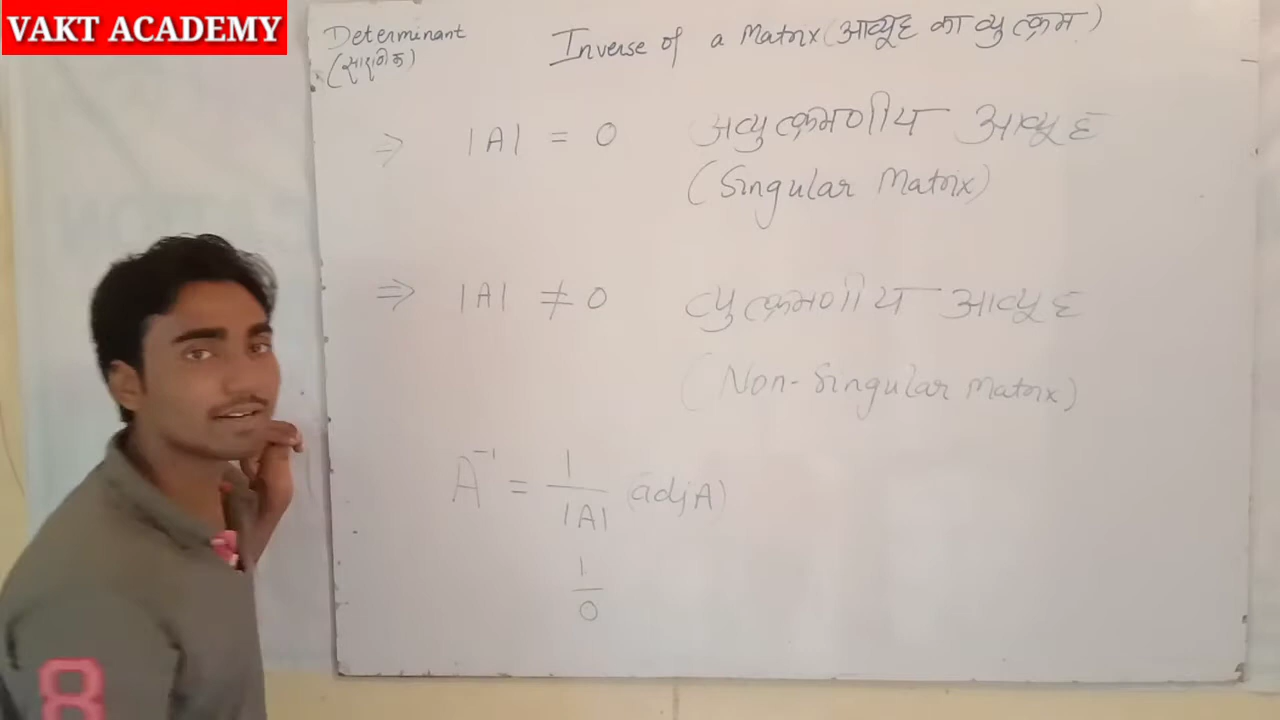 VAKT ACADEMY
Determinant
(सारणिक)
Inverse of a Matrix (आव्यूह का व्युत्क्रम)
⇒ |A| = 0 अव्युत्क्रमणीय आव्यूह
(Singular Matrix)
⇒ |A| ≠ 0 व्युत्क्रमणीय आव्यूह
(Non-Singular Matrix)
A⁻¹ = 1/|A| (adjA)
1/0
8